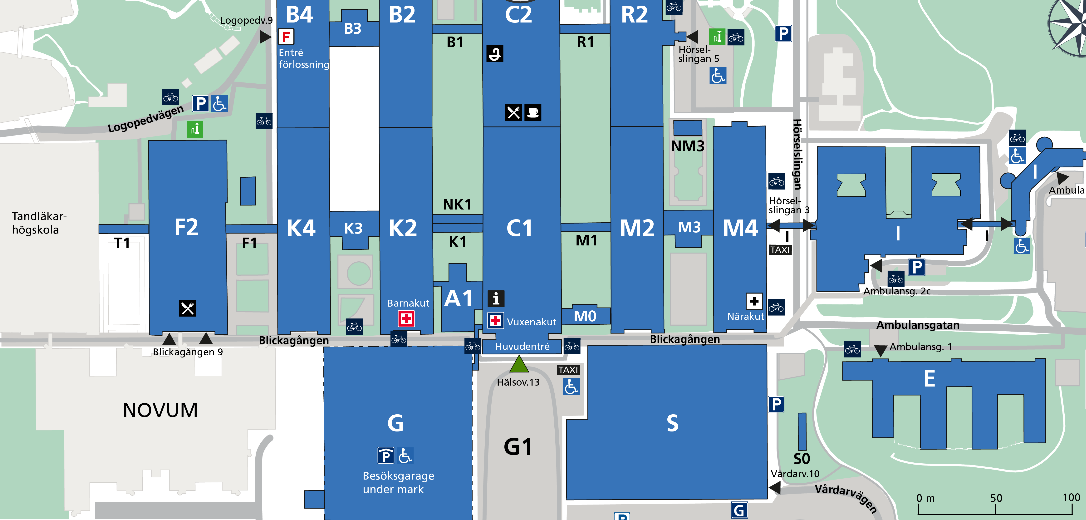 B4
B2
C2
R2
Logopedv.9
B3
F
Entré
förlossning
B1
R1
Hörsel-
slingan 5
i
P
P
Logopedvägen
i
NM3
Hörselslingan
Hörsel-
slingan 3
I
Ambula
Tandläkar-
högskola
T1
F2
F1
K4
K3
K2
NK1
K1
C1
M1
M2
M3
M4
I
TAXI
I
I
P
Ambulansg. 2c
A1
i
Barnakut
Vuxenakut
M0
Närakut
Ambulansgatan
Blickagången 9
Blickagången
Huvudentré
Blickagången
Ambulansg. 1
TAXI
Hälsov.13
E
NOVUM
G
P
Besöksgarage
under mark
G1
S
P
S0
Vårdarv.10
Vårdarvägen
G
P
0 m
50
100